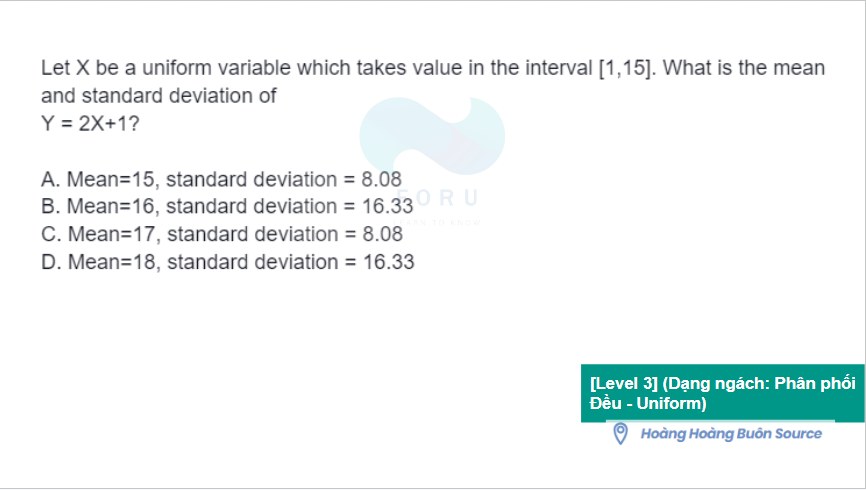 Let X be a uniform variable which takes value in the interval [1,15]. What is the mean
and standard deviation of
Y = 2X+1?
A. Mean=15, standard deviation = 8.08
B. Mean=16, standard deviation = 16.33
C. Mean=17, standard deviation = 8.08
D. Mean=18, standard deviation = 16.33
FORU
[Level 3] (Dạng ngách: Phân phối
Đều - Uniform)
Hoàng Hoàng Buôn Source